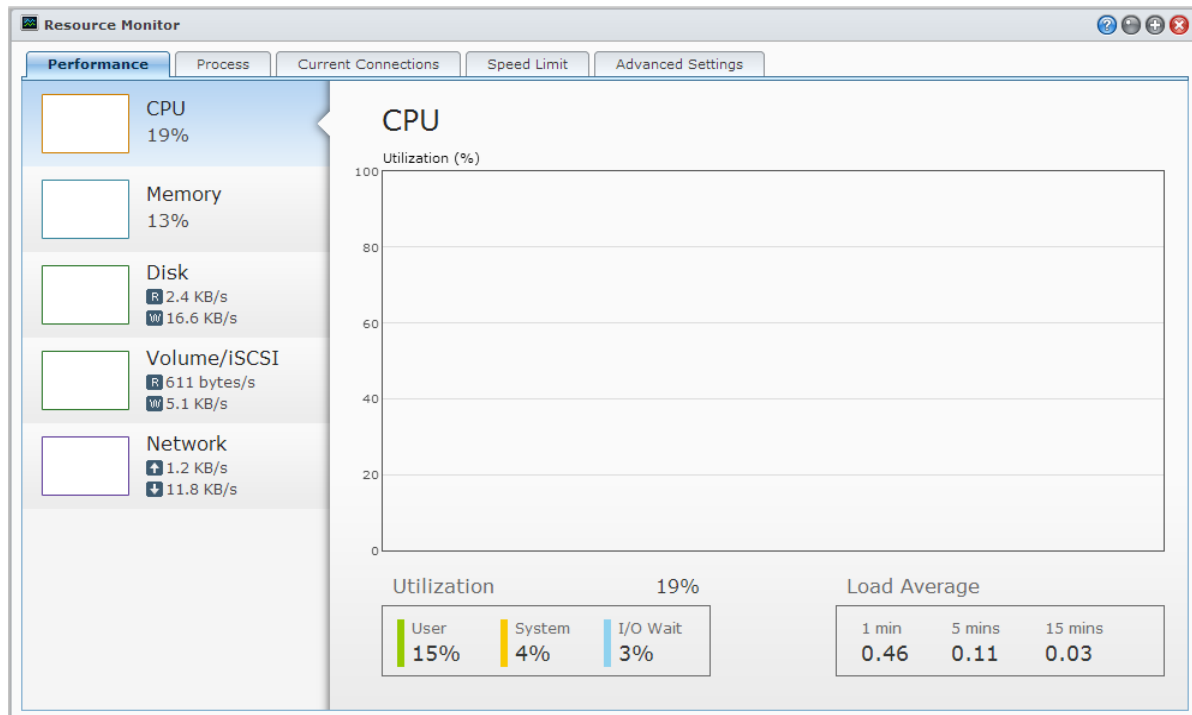 Resource Monitor
Performance Process Current Connections Speed Limit Advanced Settings
CPU
19%
Memory
13%
Disk
R 2.4 KB/s
W 16.6 KB/s
Volume/iSCSI
R 611 bytes/s
W 5.1 KB/s
Network
1.2 KB/s
11.8 KB/s
CPU
Utilization (%)
100
80
60
40
20
0
Utilization 19%
User System I/O Wait
15% 4% 3%
Load Average
1 min 5 mins 15 mins
0.46 0.11 0.03